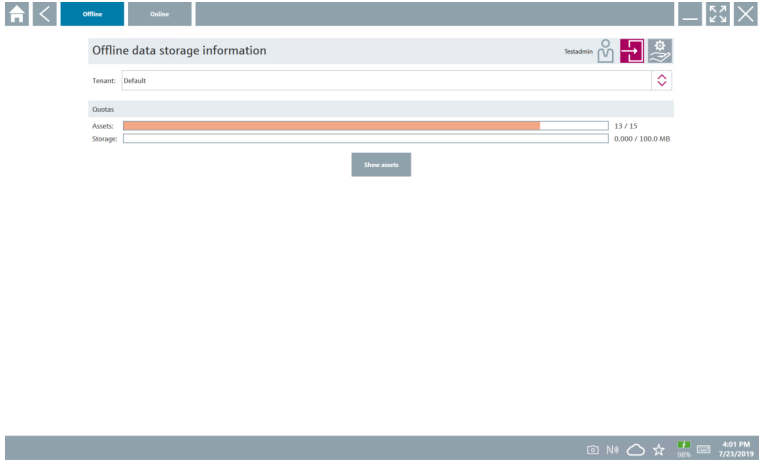 Offline Online
Offline data storage information Testadmin
Tenant: Default
Quotas
Assets: 13 / 15
Storage: 0.000 / 100.0 MB
Show assets
98% 4:01 PM
7/23/2019